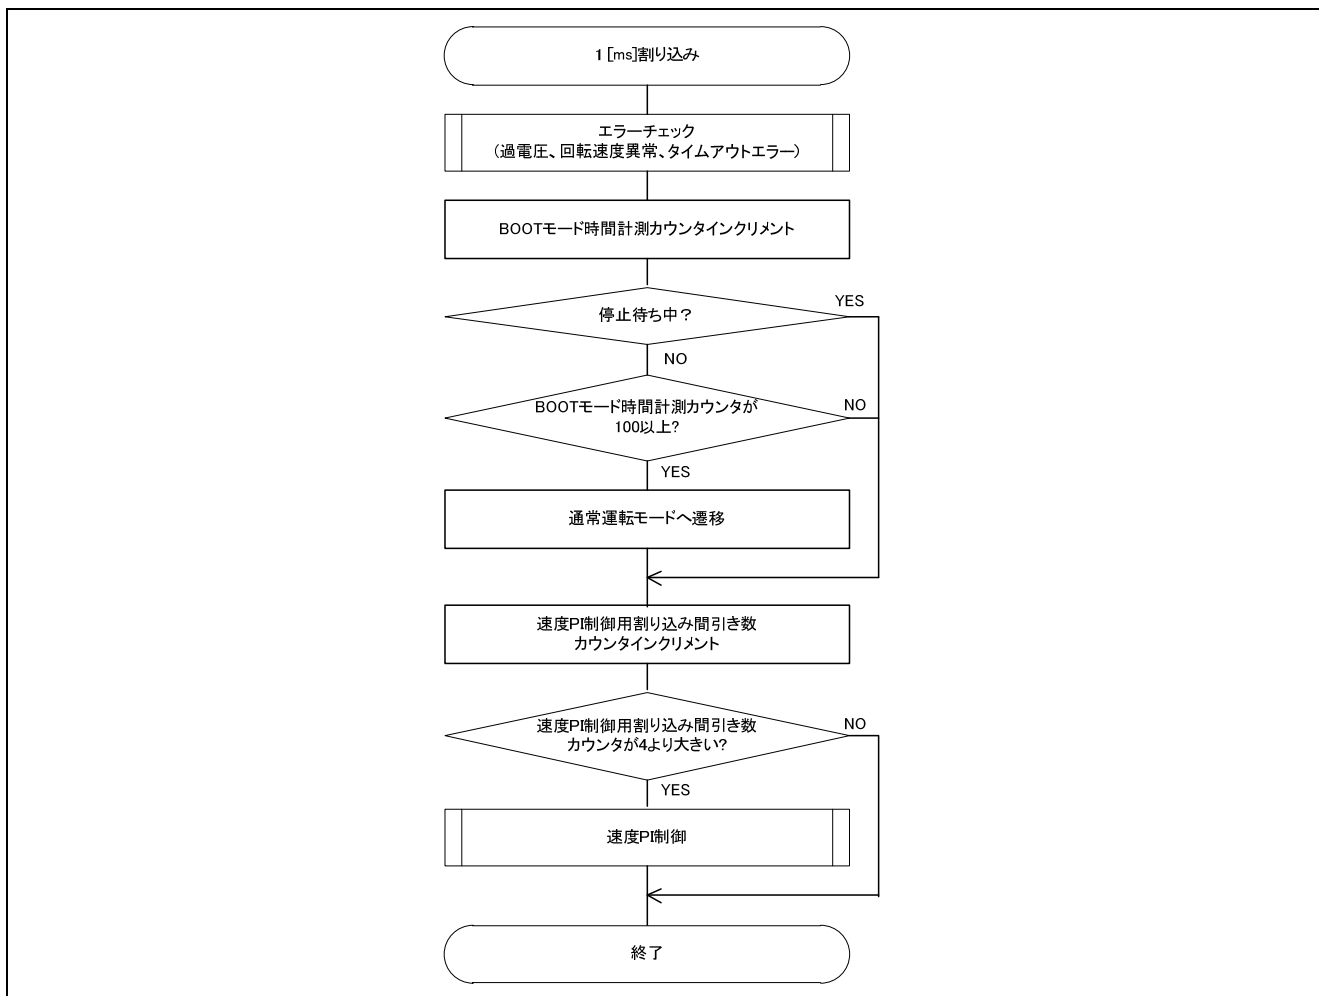 1 [ms]割り込み
エラーチェック
(過電圧、回転速度異常、タイムアウトエラー)
BOOTモード時間計測カウンタインクリメント
停止待ち中？
YES
NO
BOOTモード時間計測カウンタが
100以上?
NO
YES
通常運転モードへ遷移
速度PI制御用割り込み間引き数
カウンタインクリメント
速度PI制御用割り込み間引き数
カウンタが4より大きい?
NO
YES
速度PI制御
終了